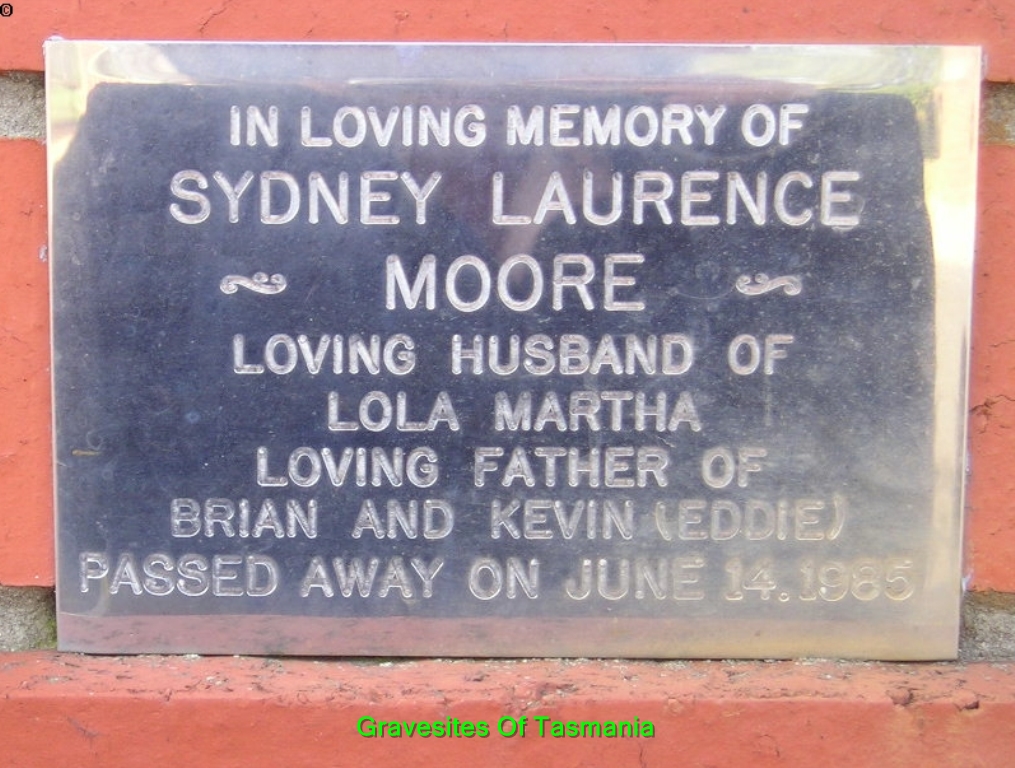 ©
IN LOVING MEMORY OF
SYDNEY LAURENCE
MOORE
LOVING HUSBAND OF
LOLA MARTHA
LOVING FATHER OF
BRIAN AND KEVIN (EDDIE)
PASSED AWAY ON JUNE 14. 1985
Gravesites Of Tasmania